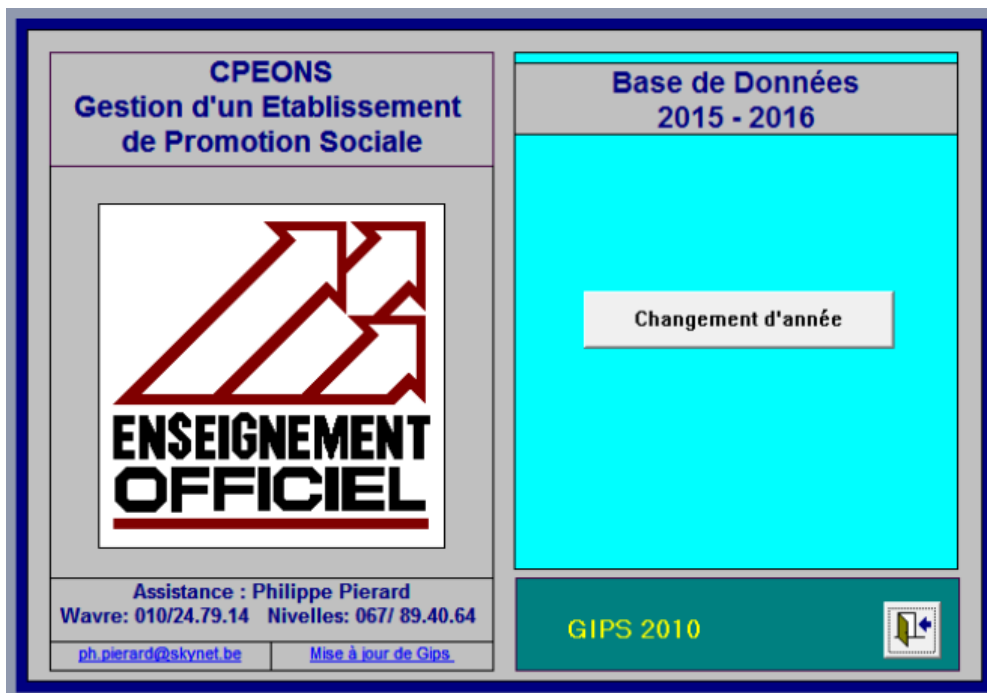 CPEONS
Gestion d'un Etablissement
de Promotion Sociale
ENSEIGNEMENT
OFFICIEL
Assistance : Philippe Pierard
Wavre: 010/24.79.14 Nivelles: 067/ 89.40.64
ph.pierard@skynet.be
Mise à jour de Gips
Base de Données
2015 - 2016
Changement d'année
GIPS 2010